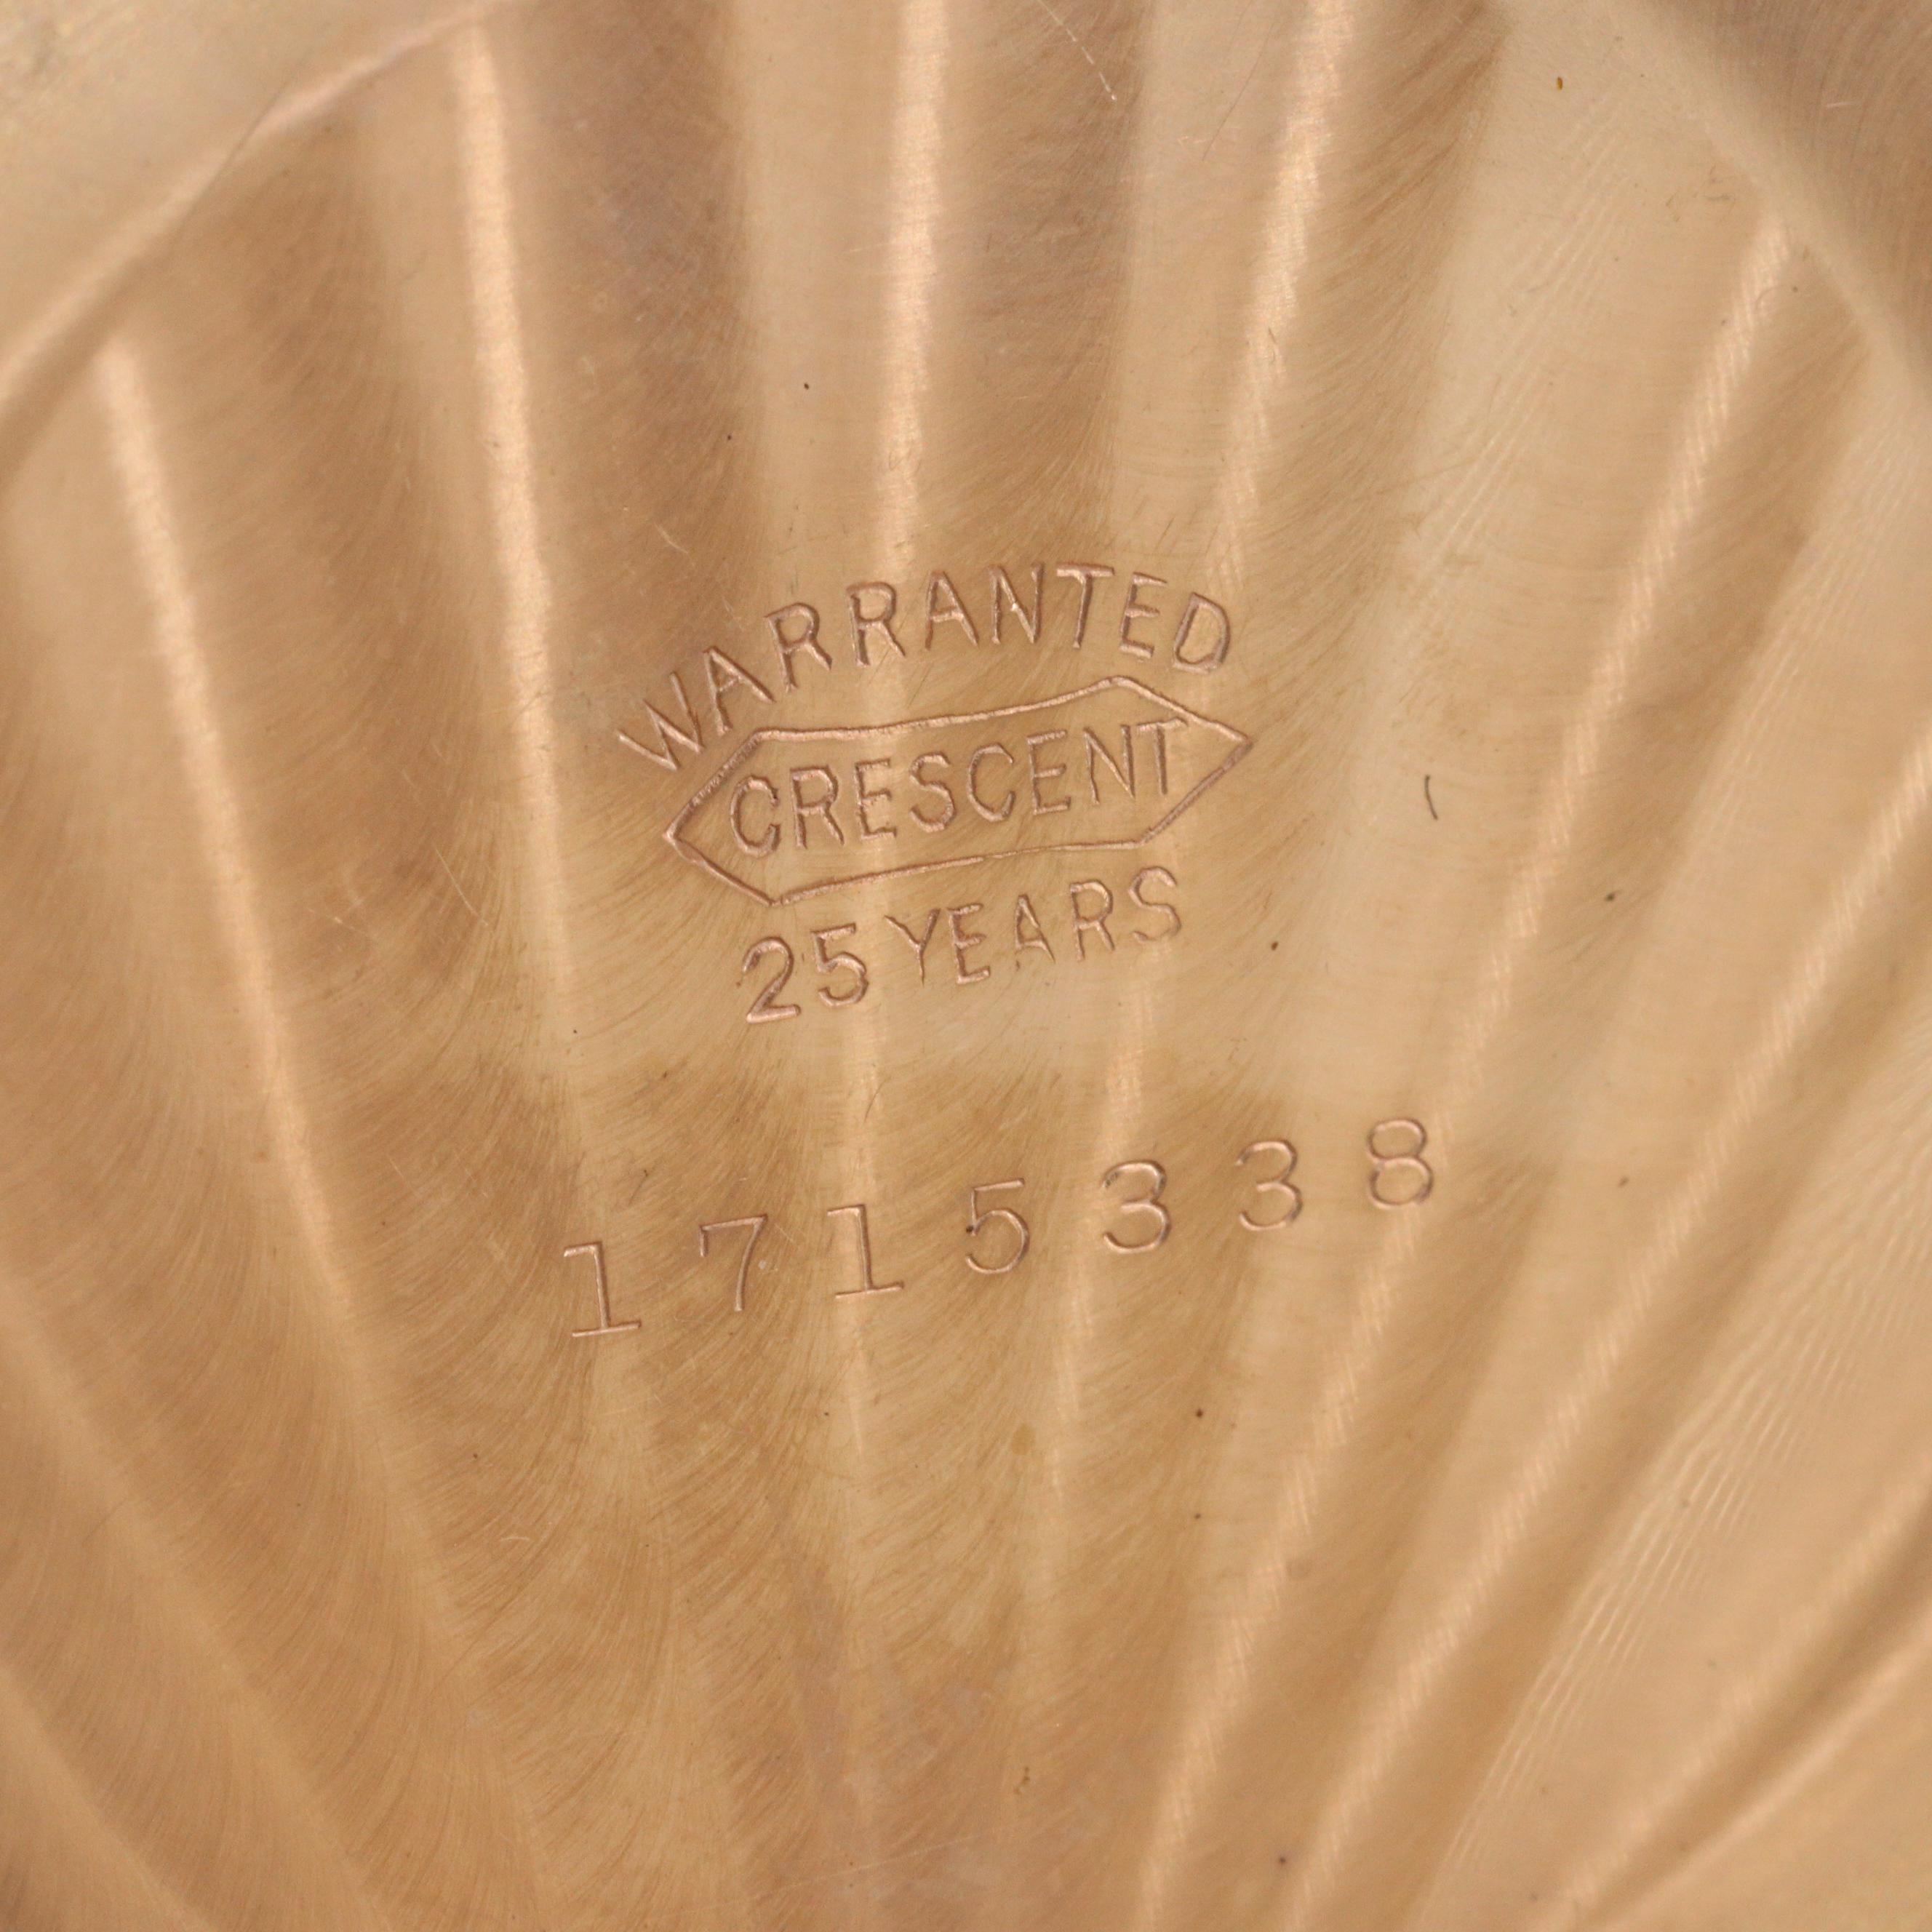 WARRANTED
CRESCENT
25 YEARS
1715338